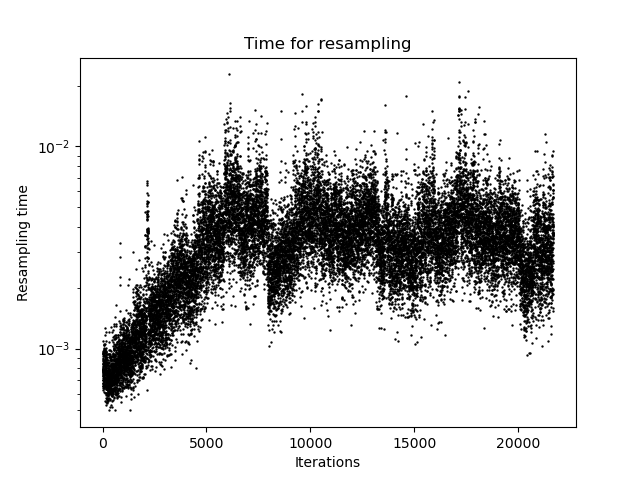 Time for resampling
Resampling time
10⁻²
10⁻³
0 5000 10000 15000 20000
Iterations